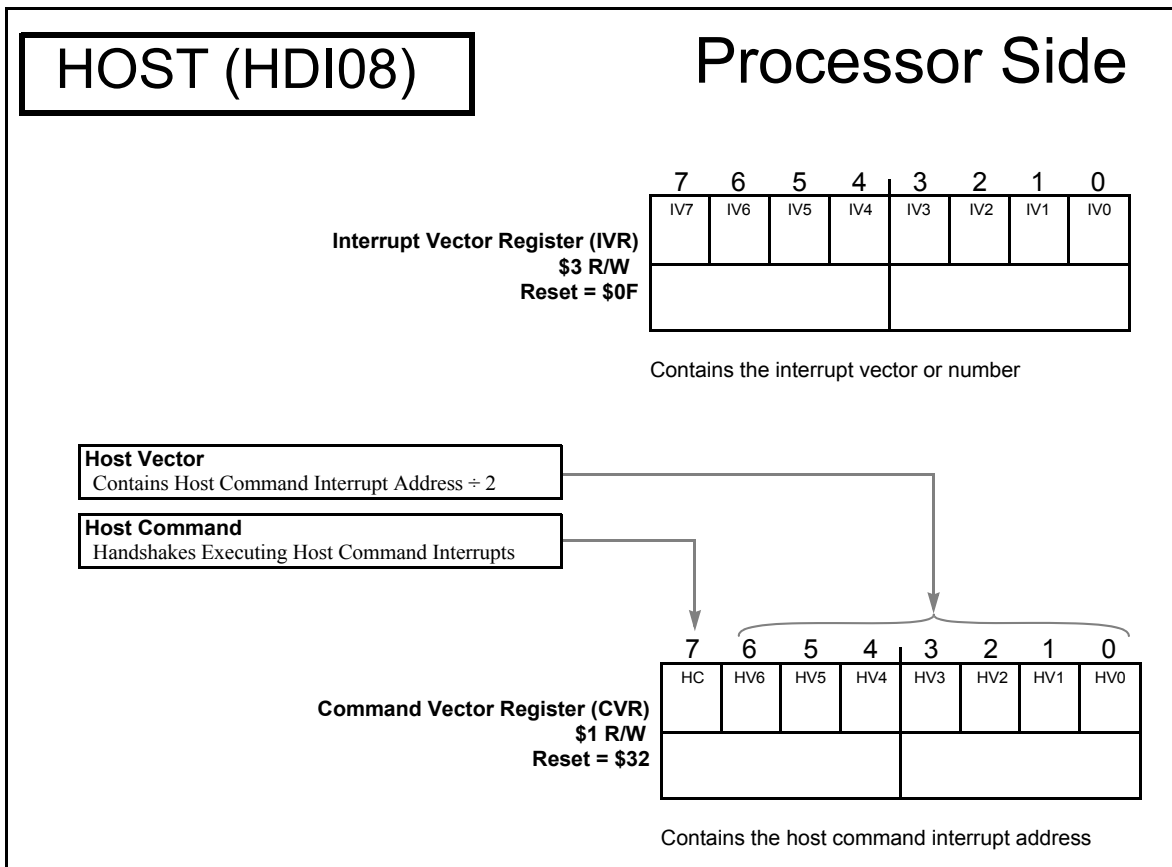 HOST (HDI08)
Processor Side
7 6 5 4 3 2 1 0
IV7 IV6 IV5 IV4 IV3 IV2 IV1 IV0
Interrupt Vector Register (IVR)
$3 R/W
Reset = $0F
Contains the interrupt vector or number
Host Vector
Contains Host Command Interrupt Address ÷ 2
Host Command
Handshakes Executing Host Command Interrupts
7 6 5 4 3 2 1 0
HC HV6 HV5 HV4 HV3 HV2 HV1 HV0
Command Vector Register (CVR)
$1 R/W
Reset = $32
Contains the host command interrupt address